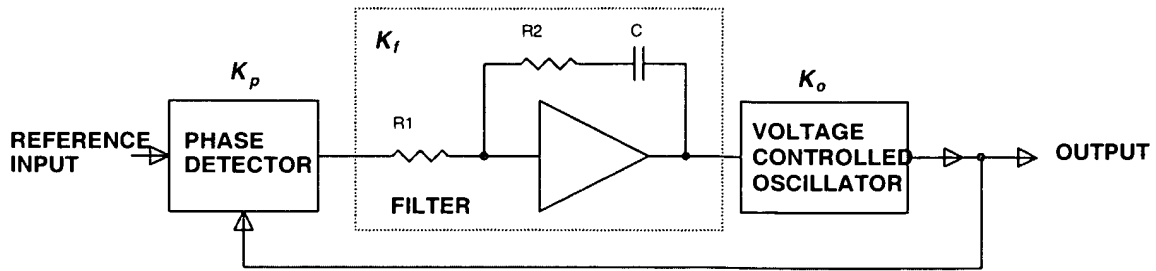 R2
C
K_f
K_p
K_o
R1
REFERENCE
INPUT
PHASE
DETECTOR
VOLTAGE
CONTROLLED
OSCILLATOR
OUTPUT
FILTER